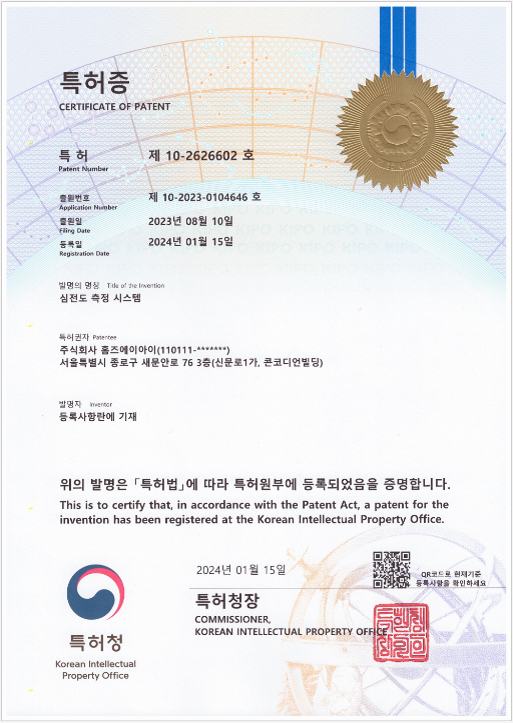 특허증
CERTIFICATE OF PATENT
특 허 제 10-2626602 호
Patent Number
출원번호 제 10-2023-0104646 호
Application Number
출원일 2023년 08월 10일
Filing Date
등록일 2024년 01월 15일
Registration Date
발명의 명칭 Title of the Invention
심전도 측정 시스템
특허권자 Patentee
주식회사 홈즈에이아이(110111-*******)
서울특별시 종로구 새문안로 76 3층(신문로1가, 콘코디언빌딩)
발명자 Inventor
등록사항란에 기재
위의 발명은 「특허법」에 따라 특허원부에 등록되었음을 증명합니다.
This is to certify that, in accordance with the Patent Act, a patent for the
invention has been registered at the Korean Intellectual Property Office.
2024년 01월 15일
QR코드로 현재기준
등록사항을 확인하세요
특허청장
COMMISSIONER,
KOREAN INTELLECTUAL PROPERTY OFFICE
특허청
Korean Intellectual
Property Office